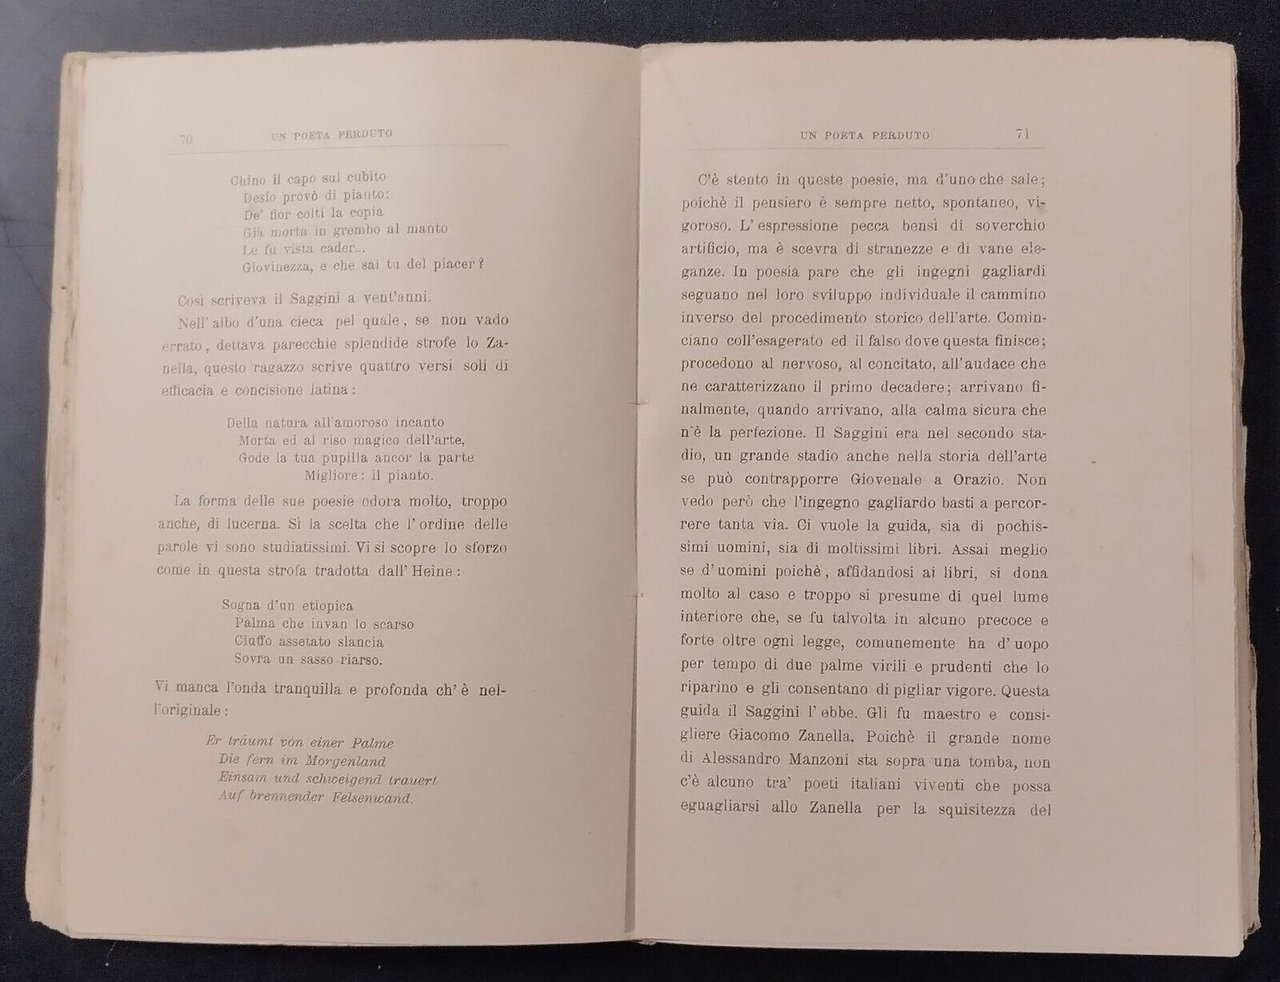 70 UN POETA PERDUTO
Chino il capo sul cubito
Desîo provò di pianto:
De' fior colti la copia
Già morta in grembo al manto
Le fu vista cader...
Giovinezza, e che sai tu del piacer?
Così scriveva il Saggini a vent'anni.
Nell'albo d'una cieca pel quale, se non vado
errato, dettava parecchie splendide strofe lo Za-
nella, questo ragazzo scrive quattro versi soli di
efficacia e concisione latina:
Della natura all'amoroso incanto
Morta ed al riso magico dell'arte,
Gode la tua pupilla ancor la parte
Migliore: il pianto.
La forma delle sue poesie odora molto, troppo
anche, di lucerna. Sì la scelta che l'ordine delle
parole vi sono studiatissimi. Vi si scopre lo sforzo
come in questa strofa tradotta dall'Heine:
Sogna d'un etiopica
Palma che invan lo scarso
Ciuffo assetato slancia
Sovra un sasso riarso.
Vi manca l'onda tranquilla e profonda ch'è nel-
l'originale:
Er träumt von einer Palme
Die fern im Morgenland
Einsam und schweigend trauert
Auf brennender Felsenwand.
UN POETA PERDUTO 71
C'è stento in queste poesie, ma d'uno che sale;
poichè il pensiero è sempre netto, spontaneo, vi-
goroso. L'espressione pecca bensì di soverchio
artificio, ma è scevra di stranezze e di vane ele-
ganze. In poesia pare che gli ingegni gagliardi
seguano nel loro sviluppo individuale il cammino
inverso del procedimento storico dell'arte. Comin-
ciano coll'esagerato ed il falso dove questa finisce;
procedono al nervoso, al concitato, all'audace che
ne caratterizzano il primo decadere; arrivano fi-
nalmente, quando arrivano, alla calma sicura che
n'è la perfezione. Il Saggini era nel secondo sta-
dio, un grande stadio anche nella storia dell'arte
se può contrapporre Giovenale a Orazio. Non
vedo però che l'ingegno gagliardo basti a percor-
rere tanta via. Ci vuole la guida, sia di pochis-
simi uomini, sia di moltissimi libri. Assai meglio
se d'uomini poichè, affidandosi ai libri, si dona
molto al caso e troppo si presume di quel lume
interiore che, se fu talvolta in alcuno precoce e
forte oltre ogni legge, comunemente ha d'uopo
per tempo di due palme virili e prudenti che lo
riparino e gli consentano di pigliar vigore. Questa
guida il Saggini l'ebbe. Gli fu maestro e consi-
gliere Giacomo Zanella. Poichè il grande nome
di Alessandro Manzoni sta sopra una tomba, non
c'è alcuno tra' poeti italiani viventi che possa
eguagliarsi allo Zanella per la squisitezza del